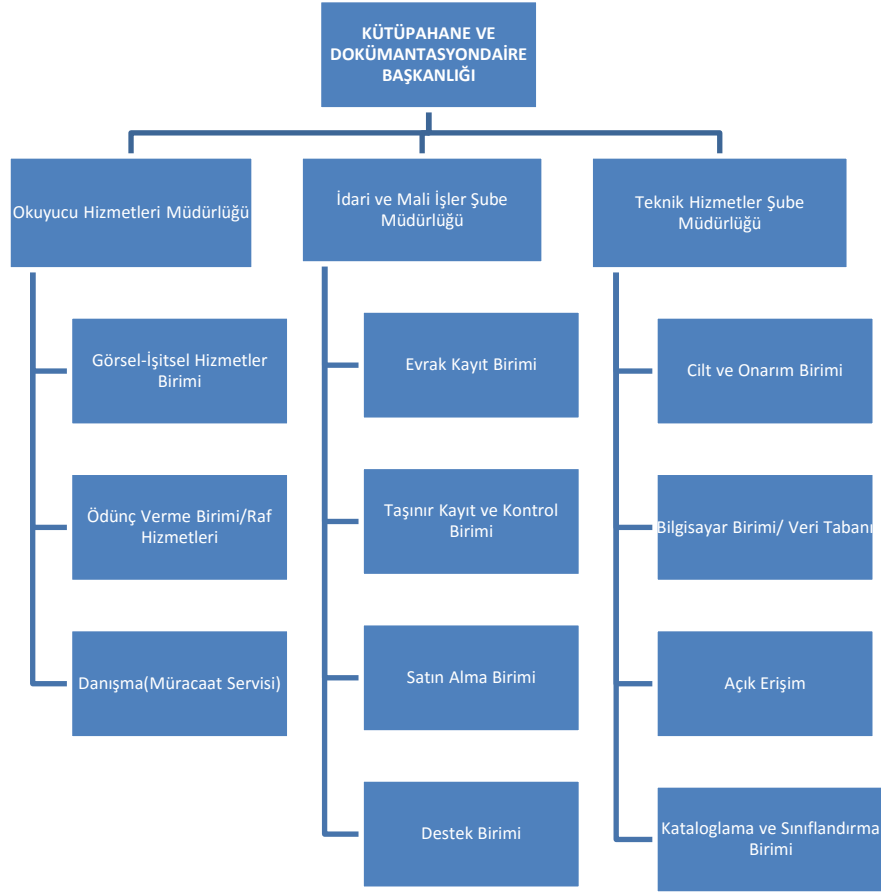 KÜTÜPAHANE VE
DOKÜMANTASYONDAİRE
BAŞKANLIĞI
Okuyucu Hizmetleri Müdürlüğü
İdari ve Mali İşler Şube
Müdürlüğü
Teknik Hizmetler Şube
Müdürlüğü
Görsel-İşitsel Hizmetler
Birimi
Ödünç Verme Birimi/Raf
Hizmetleri
Danışma(Müracaat Servisi)
Evrak Kayıt Birimi
Taşınır Kayıt ve Kontrol
Birimi
Satın Alma Birimi
Destek Birimi
Cilt ve Onarım Birimi
Bilgisayar Birimi/ Veri Tabanı
Açık Erişim
Kataloglama ve Sınıflandırma
Birimi